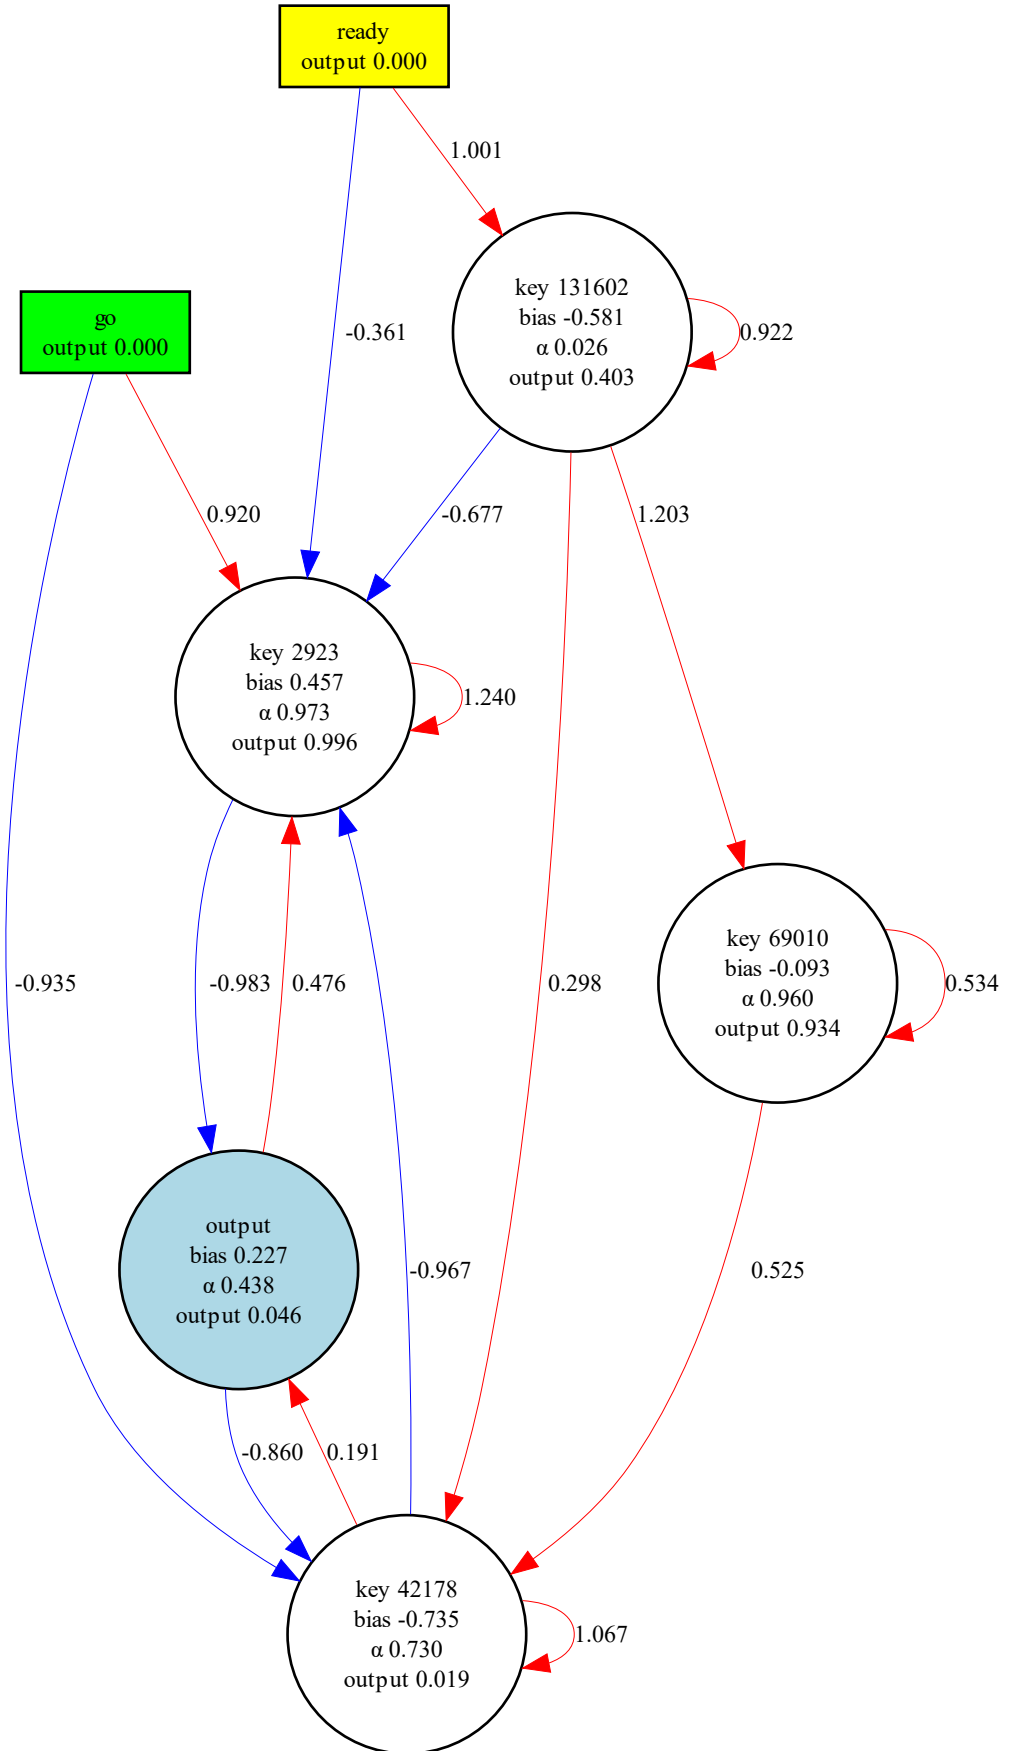 ready
output 0.000
1.001
key 131602
bias -0.581
α 0.026
output 0.403
0.922
go
output 0.000
-0.361
0.920
-0.677
1.203
key 2923
bias 0.457
α 0.973
output 0.996
1.240
key 69010
bias -0.093
α 0.960
output 0.934
0.534
-0.935
-0.983
0.476
0.298
output
bias 0.227
α 0.438
output 0.046
-0.967
0.525
-0.860
0.191
key 42178
bias -0.735
α 0.730
output 0.019
1.067